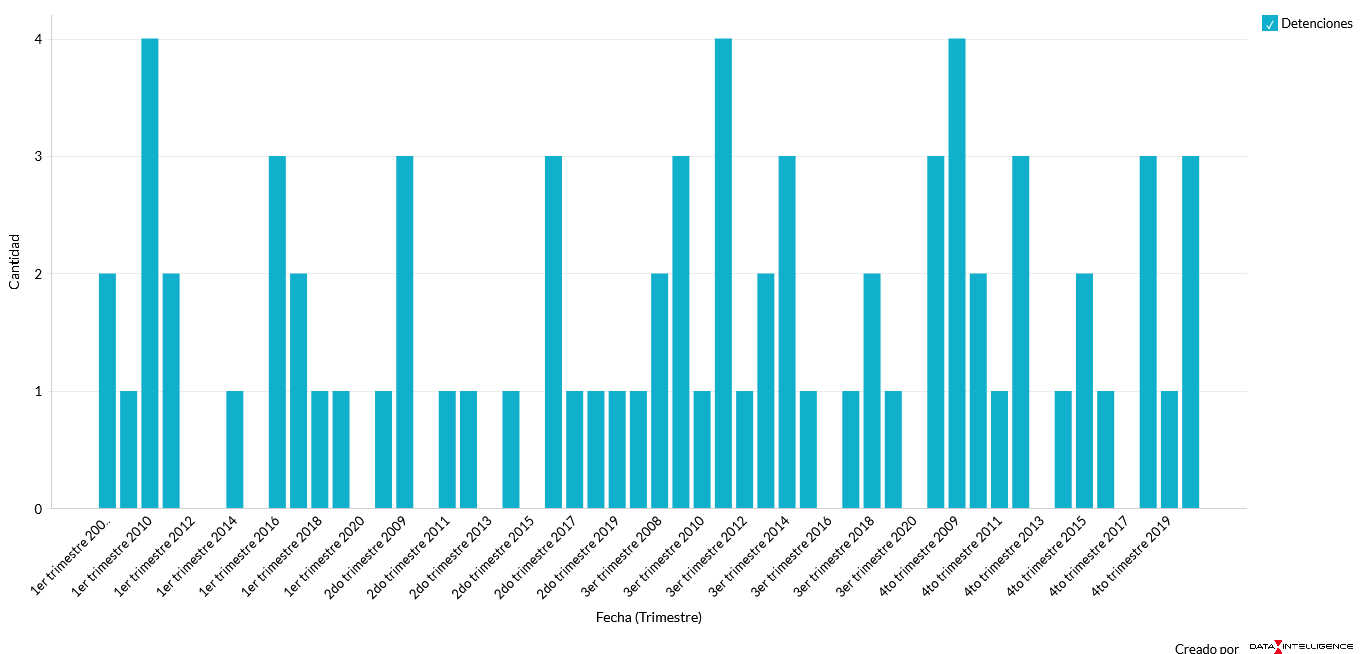 Detenciones
4
3
2
1
0
Cantidad
1er trimestre 200..
1er trimestre 2010
1er trimestre 2012
1er trimestre 2014
1er trimestre 2016
1er trimestre 2018
1er trimestre 2020
2do trimestre 2009
2do trimestre 2011
2do trimestre 2013
2do trimestre 2015
2do trimestre 2017
2do trimestre 2019
3er trimestre 2008
3er trimestre 2010
3er trimestre 2012
3er trimestre 2014
3er trimestre 2016
3er trimestre 2018
3er trimestre 2020
4to trimestre 2009
4to trimestre 2011
4to trimestre 2013
4to trimestre 2015
4to trimestre 2017
4to trimestre 2019
Fecha (Trimestre)
Creado por DATA INTELLIGENCE